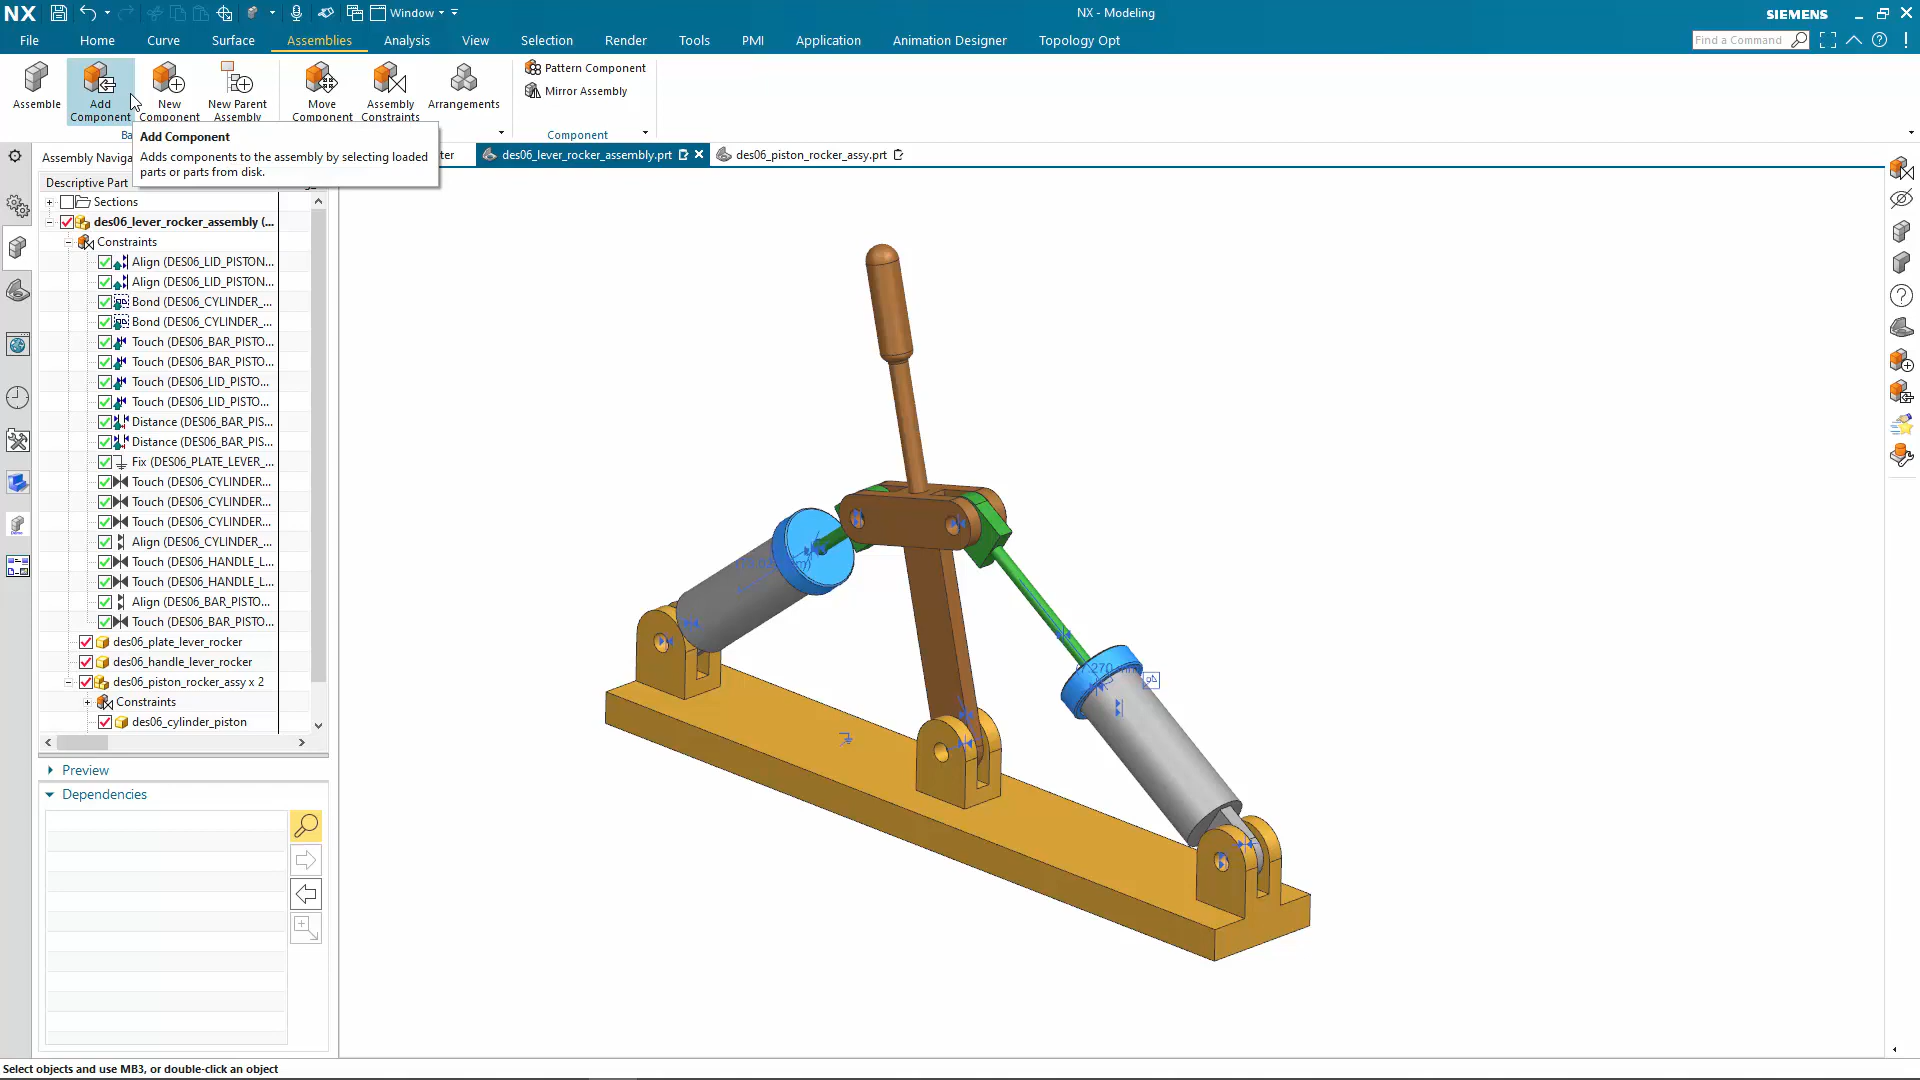 NX
Window
NX - Modeling
SIEMENS
File
Home
Curve
Surface
Assemblies
Analysis
View
Selection
Render
Tools
PMI
Application
Animation Designer
Topology Opt
Find a Command
Assemble
Add
Component
New
Component
New Parent
Assembly
Move
Component
Assembly
Constraints
Arrangements
Pattern Component
Mirror Assembly
Ba
Component
Add Component
Adds components to the assembly by selecting loaded
parts or parts from disk.
Assembly Naviga
ter
des06_lever_rocker_assembly.prt
des06_piston_rocker_assy.prt
Descriptive Part
Sections
des06_lever_rocker_assembly (...
Constraints
Align (DES06_LID_PISTON...
Align (DES06_LID_PISTON...
Bond (DES06_CYLINDER_...
Bond (DES06_CYLINDER_...
Touch (DES06_BAR_PISTO...
Touch (DES06_BAR_PISTO...
Touch (DES06_LID_PISTO...
Touch (DES06_LID_PISTO...
Distance (DES06_BAR_PIS...
Distance (DES06_BAR_PIS...
Fix (DES06_PLATE_LEVER_...
Touch (DES06_CYLINDER...
Touch (DES06_CYLINDER...
Touch (DES06_CYLINDER...
Align (DES06_CYLINDER_...
Touch (DES06_HANDLE_L...
Touch (DES06_HANDLE_L...
Align (DES06_BAR_PISTO...
Touch (DES06_BAR_PISTO...
des06_plate_lever_rocker
des06_handle_lever_rocker
des06_piston_rocker_assy x 2
Constraints
des06_cylinder_piston
Preview
Dependencies
Select objects and use MB3, or double-click an object